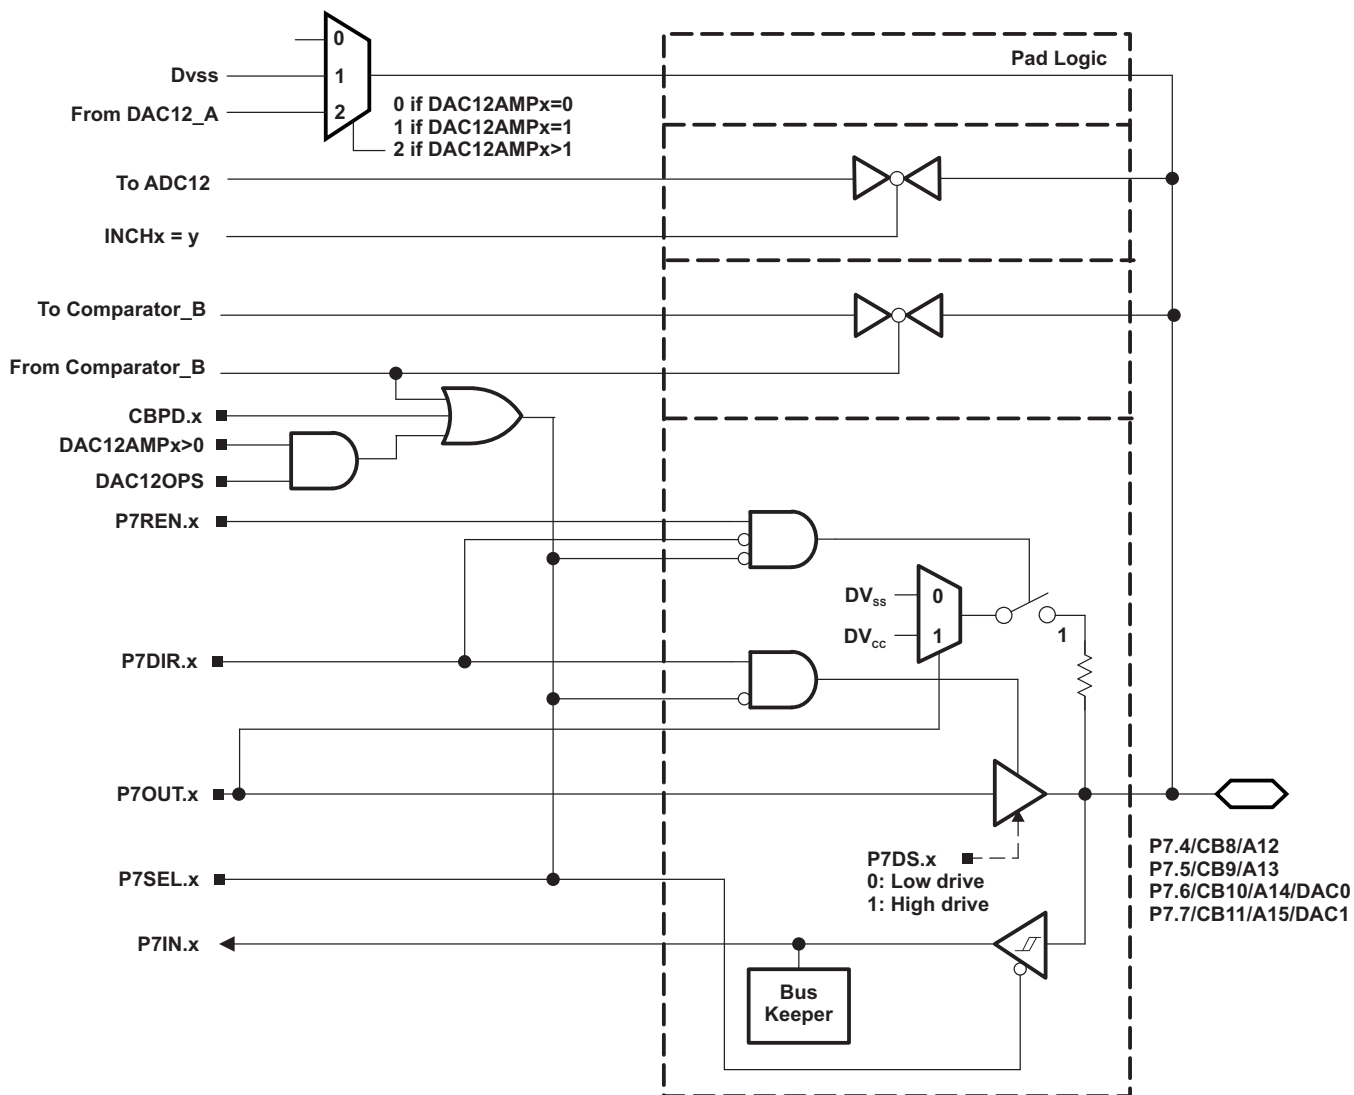 0
Pad Logic
Dvss
1
From DAC12_A
2
0 if DAC12AMPx=0
1 if DAC12AMPx=1
2 if DAC12AMPx>1
To ADC12
INCHx = y
To Comparator_B
From Comparator_B
CBPD.x
DAC12AMPx>0
DAC12OPS
P7REN.x
DVss
0
DVcc
1
1
P7DIR.x
P7OUT.x
P7DS.x
0: Low drive
1: High drive
P7.4/CB8/A12
P7.5/CB9/A13
P7.6/CB10/A14/DAC0
P7.7/CB11/A15/DAC1
P7SEL.x
P7IN.x
Bus
Keeper